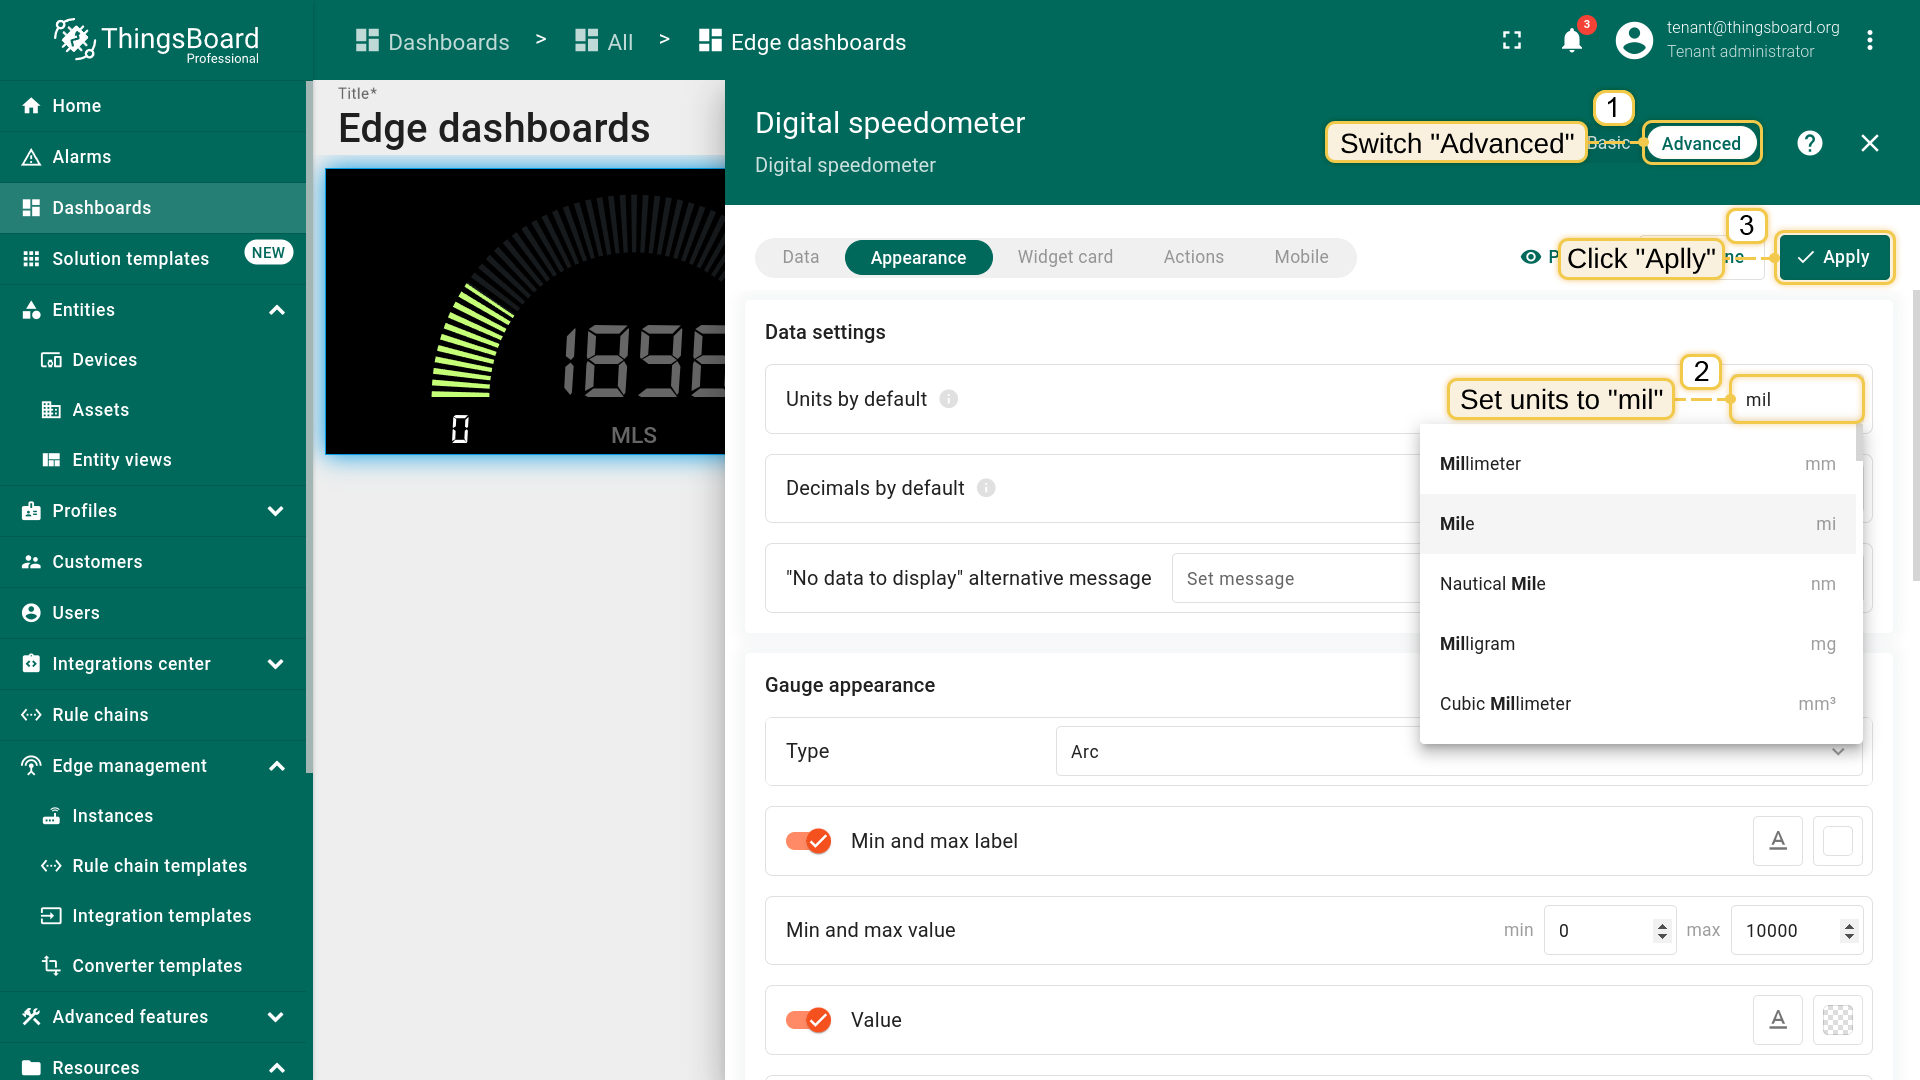 ThingsBoard
Professional
Dashboards > All > Edge dashboards
3
tenant@thingsboard.org
Tenant administrator
Home
Alarms
Dashboards
Solution templates NEW
Entities
Devices
Assets
Entity views
Profiles
Customers
Users
Integrations center
Rule chains
Edge management
Instances
Rule chain templates
Integration templates
Converter templates
Advanced features
Resources
Title*
Edge dashboards
0
MLS
Digital speedometer
Digital speedometer
1
Switch "Advanced" Basic Advanced
Data Appearance Widget card Actions Mobile
3
Click "Aplly" Apply
Data settings
2
Units by default Set units to "mil" mil
Millimeter mm
Mile mi
Nautical Mile nm
Milligram mg
Cubic Millimeter mm³
Decimals by default
"No data to display" alternative message Set message
Gauge appearance
Type Arc
Min and max label A
Min and max value min 0 max 10000
Value A